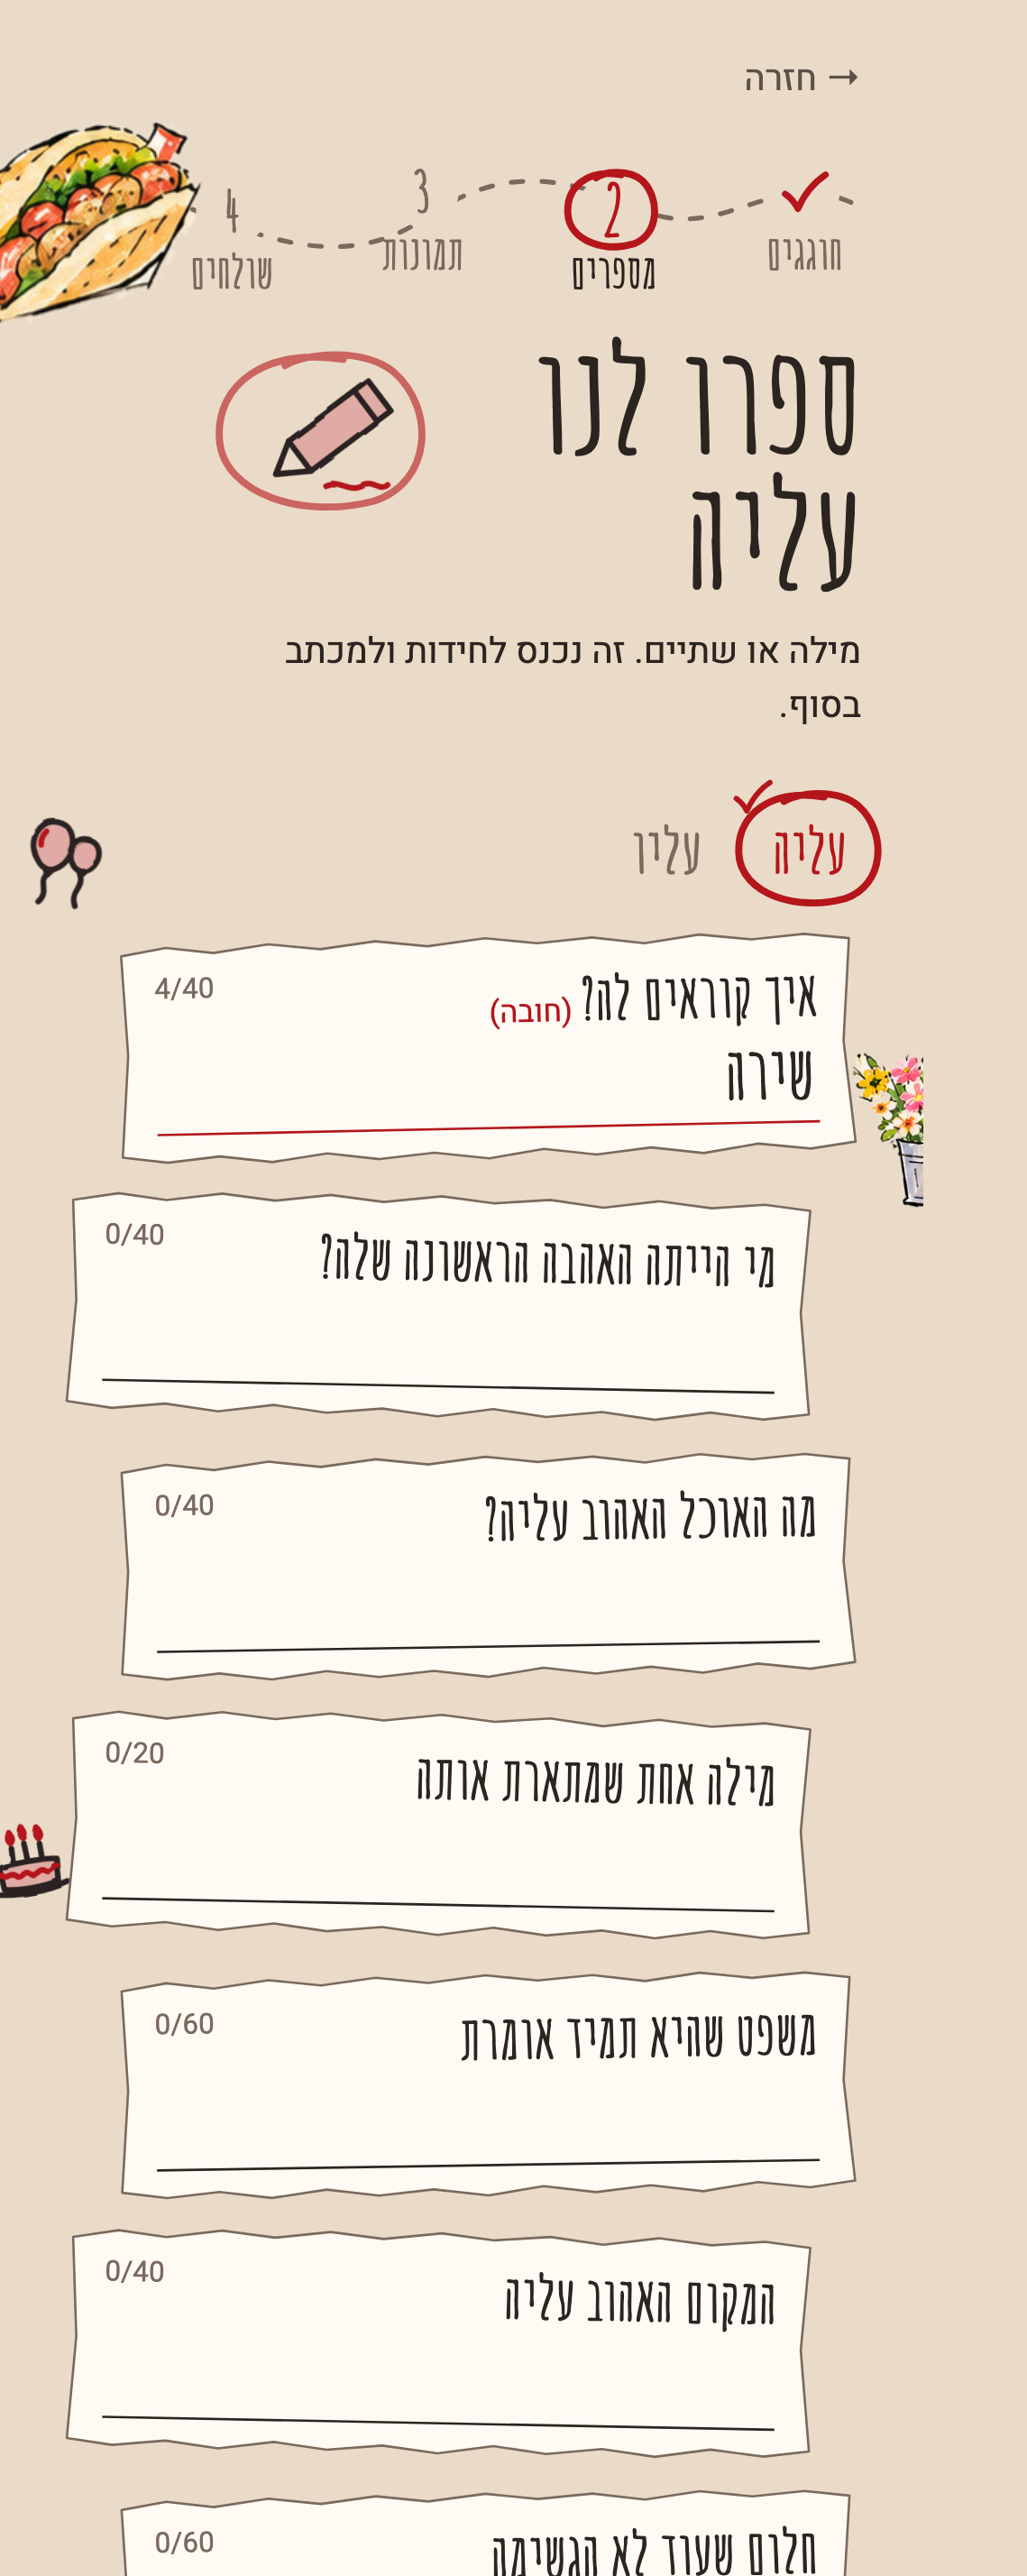 → חזרה
חוגגים
2
מספרים
3
תמונות
4
שולחים
ספרו לנו
עליה
מילה או שתיים. זה נכנס לחידות ולמכתב
בסוף.
עליה
עליו
איך קוראים לה? (חובה)
4/40
שירה
מי הייתה האהבה הראשונה שלה?
0/40
מה האוכל האהוב עליה?
0/40
מילה אחת שמתארת אותה
0/20
משפט שהיא תמיד אומרת
0/60
המקום האהוב עליה
0/40
חלום שעוד לא הגשימה
0/60